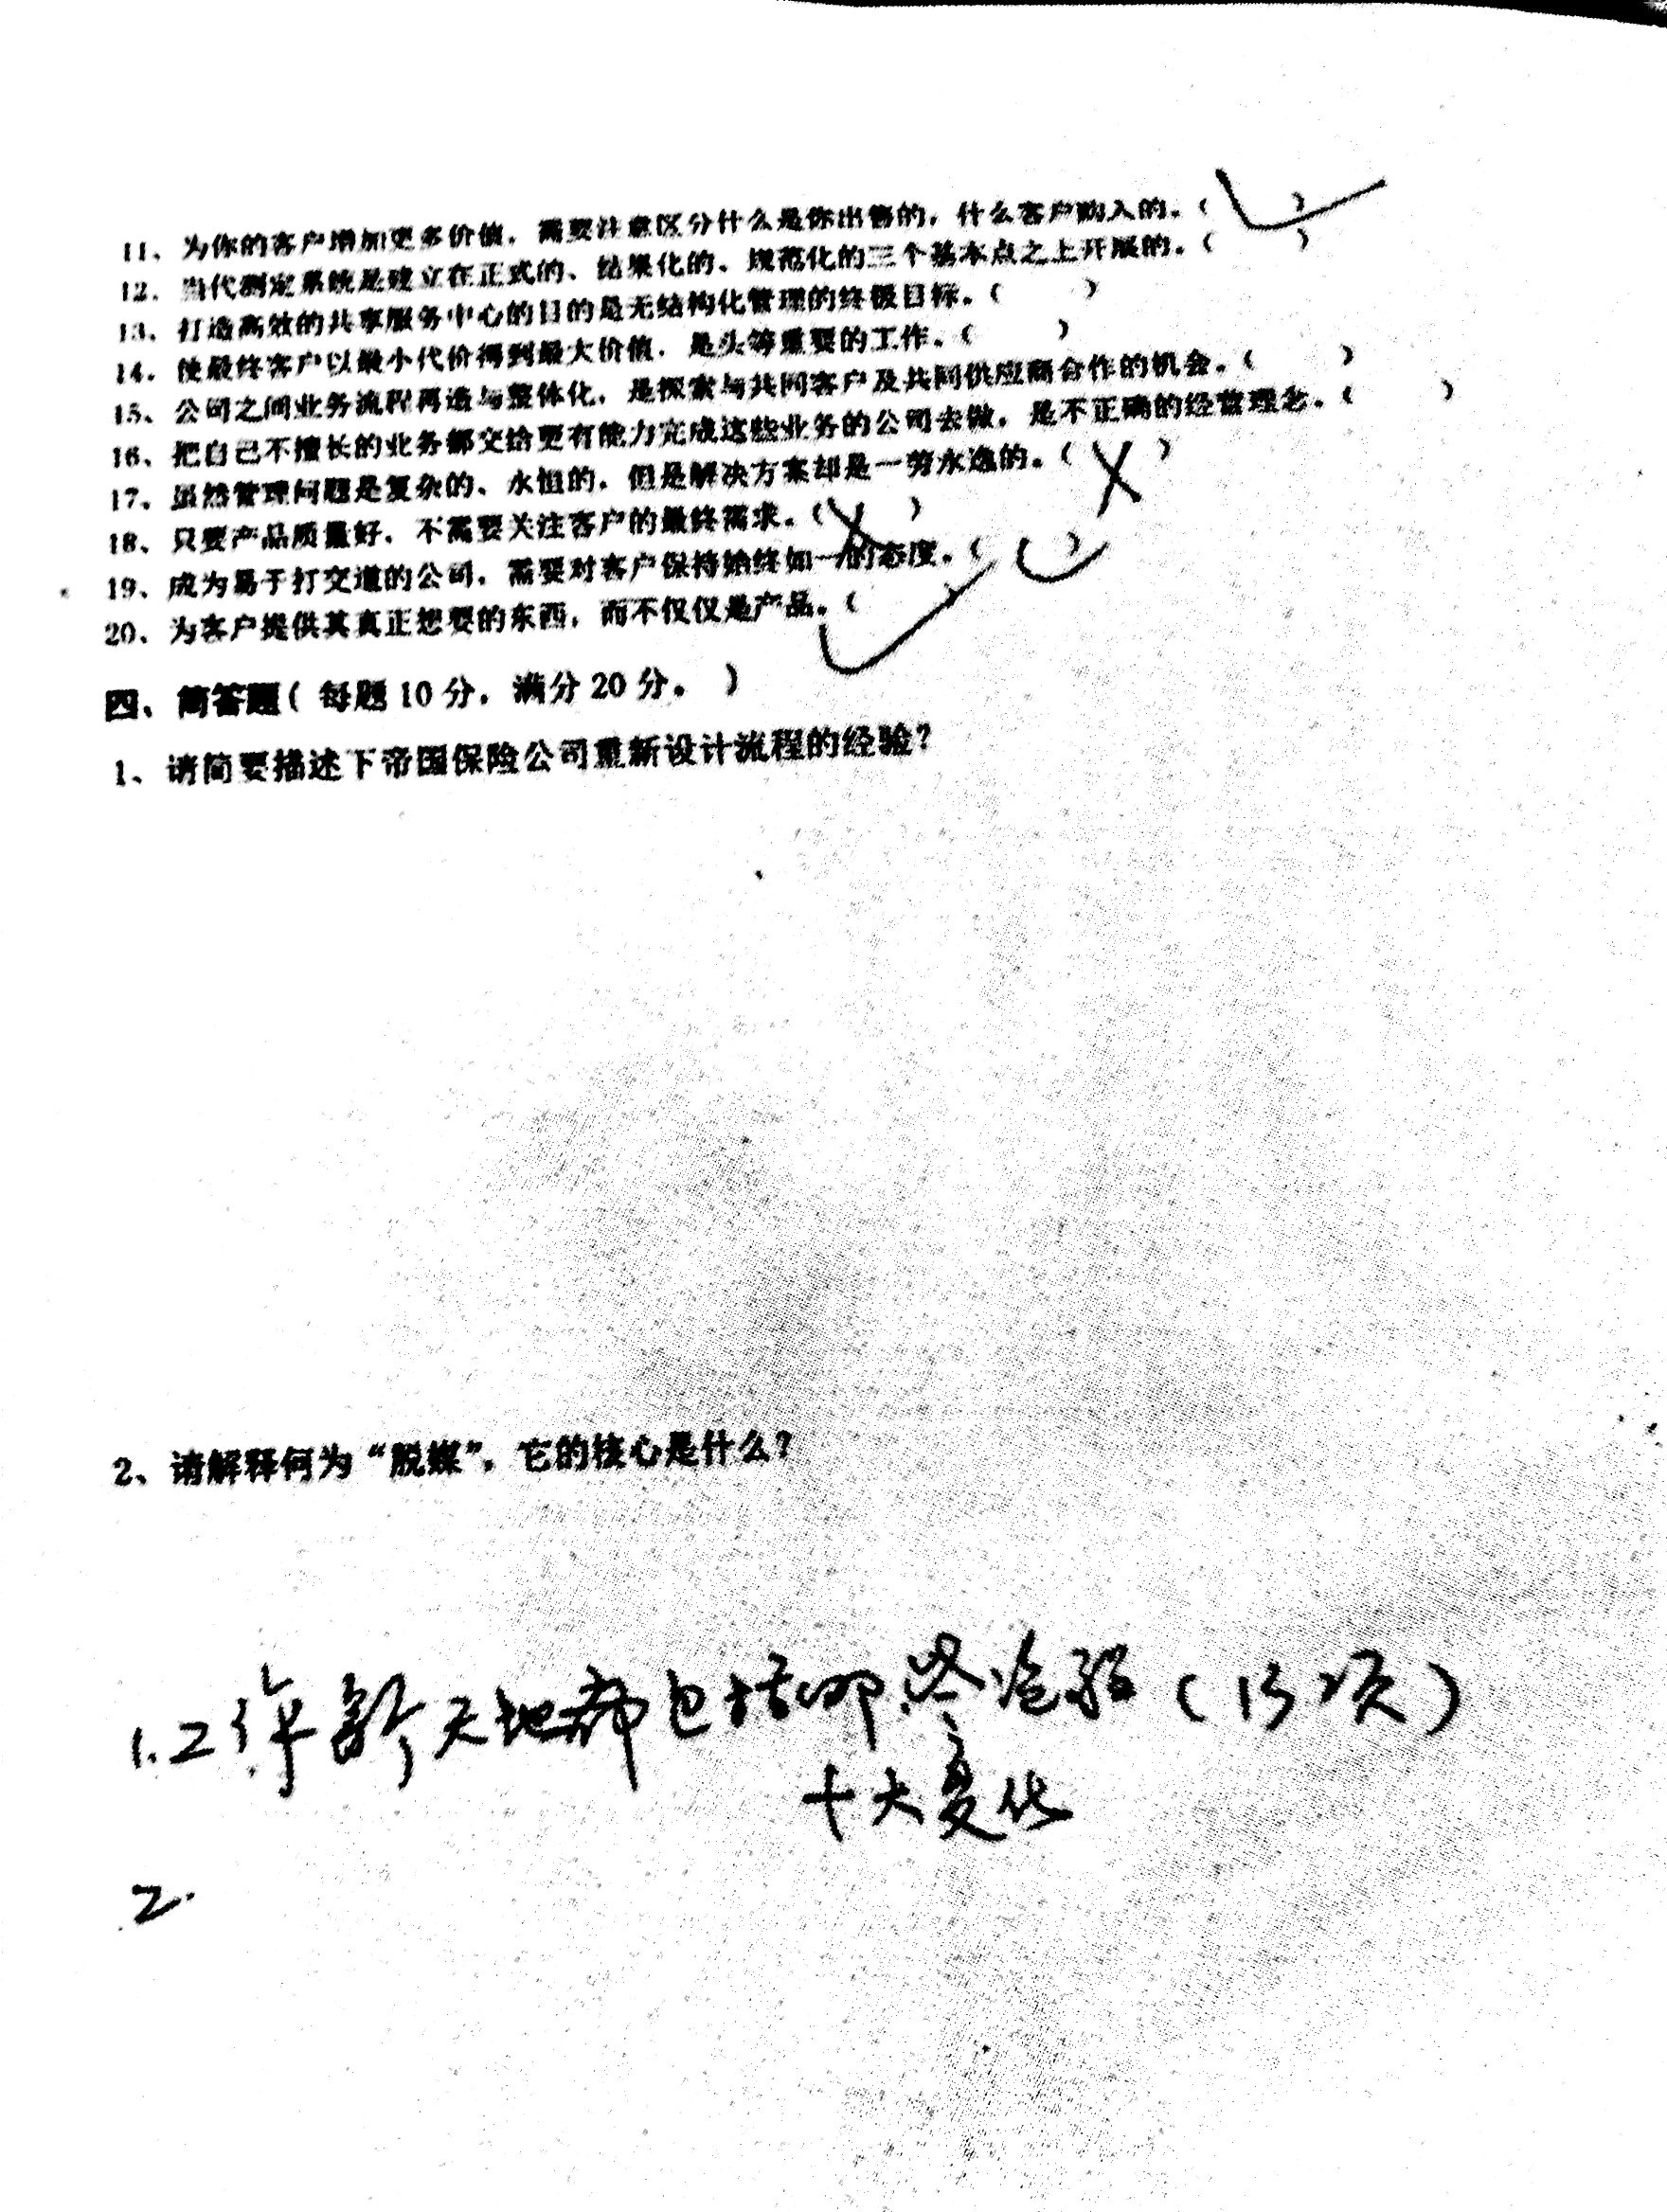 11、为你的客户增加更多价值，需要注意区分什么是你出售的，什么客户购入的。（ √ ）
12、当代测定系统是建立在正式的、结果化的、规范化的三个基本点之上开展的。（ ）
13、打造高效的共享服务中心的目的是无结构化管理的终极目标。（ ）
14、使最终客户以最小代价得到最大价值，是头等重要的工作。（ ）
15、公司之间业务流程再造与整体化，是探索与共同客户及共同供应商合作的机会。（ ）
16、把自己不擅长的业务都交给更有能力完成这些业务的公司去做，是不正确的经营理念。（ ）
17、虽然管理问题是复杂的、永恒的，但是解决方案却是一劳永逸的。（ X ）
18、只要产品质量好，不需要关注客户的最终需求。（ X ）
19、成为易于打交道的公司，需要对客户保持始终如一的态度。（ √ ）
20、为客户提供其真正想要的东西，而不仅仅是产品。（ √ ）
四、简答题（ 每题 10 分，满分 20 分。 ）
1、请简要描述下帝国保险公司重新设计流程的经验？
2、请解释何为“脱媒”，它的核心是什么？
1.2 天地都包括哪（13项）
十大变化
2.